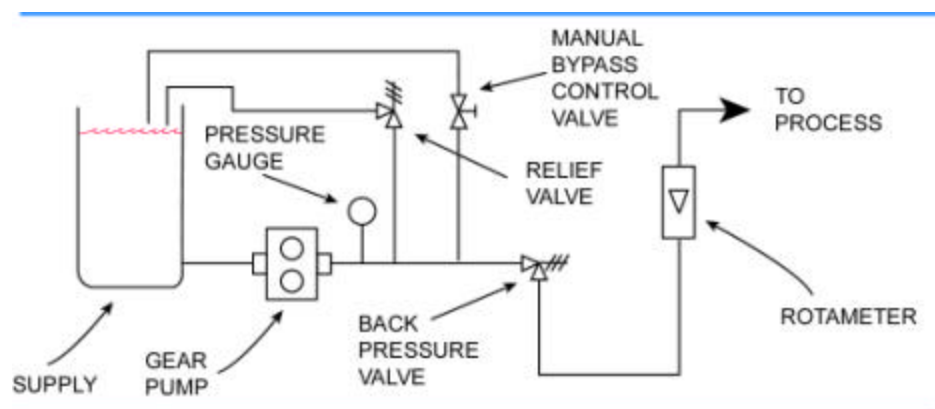 MANUAL
BYPASS
CONTROL
VALVE
TO
PROCESS
PRESSURE
GAUGE
RELIEF
VALVE
ROTAMETER
BACK
PRESSURE
VALVE
GEAR
PUMP
SUPPLY